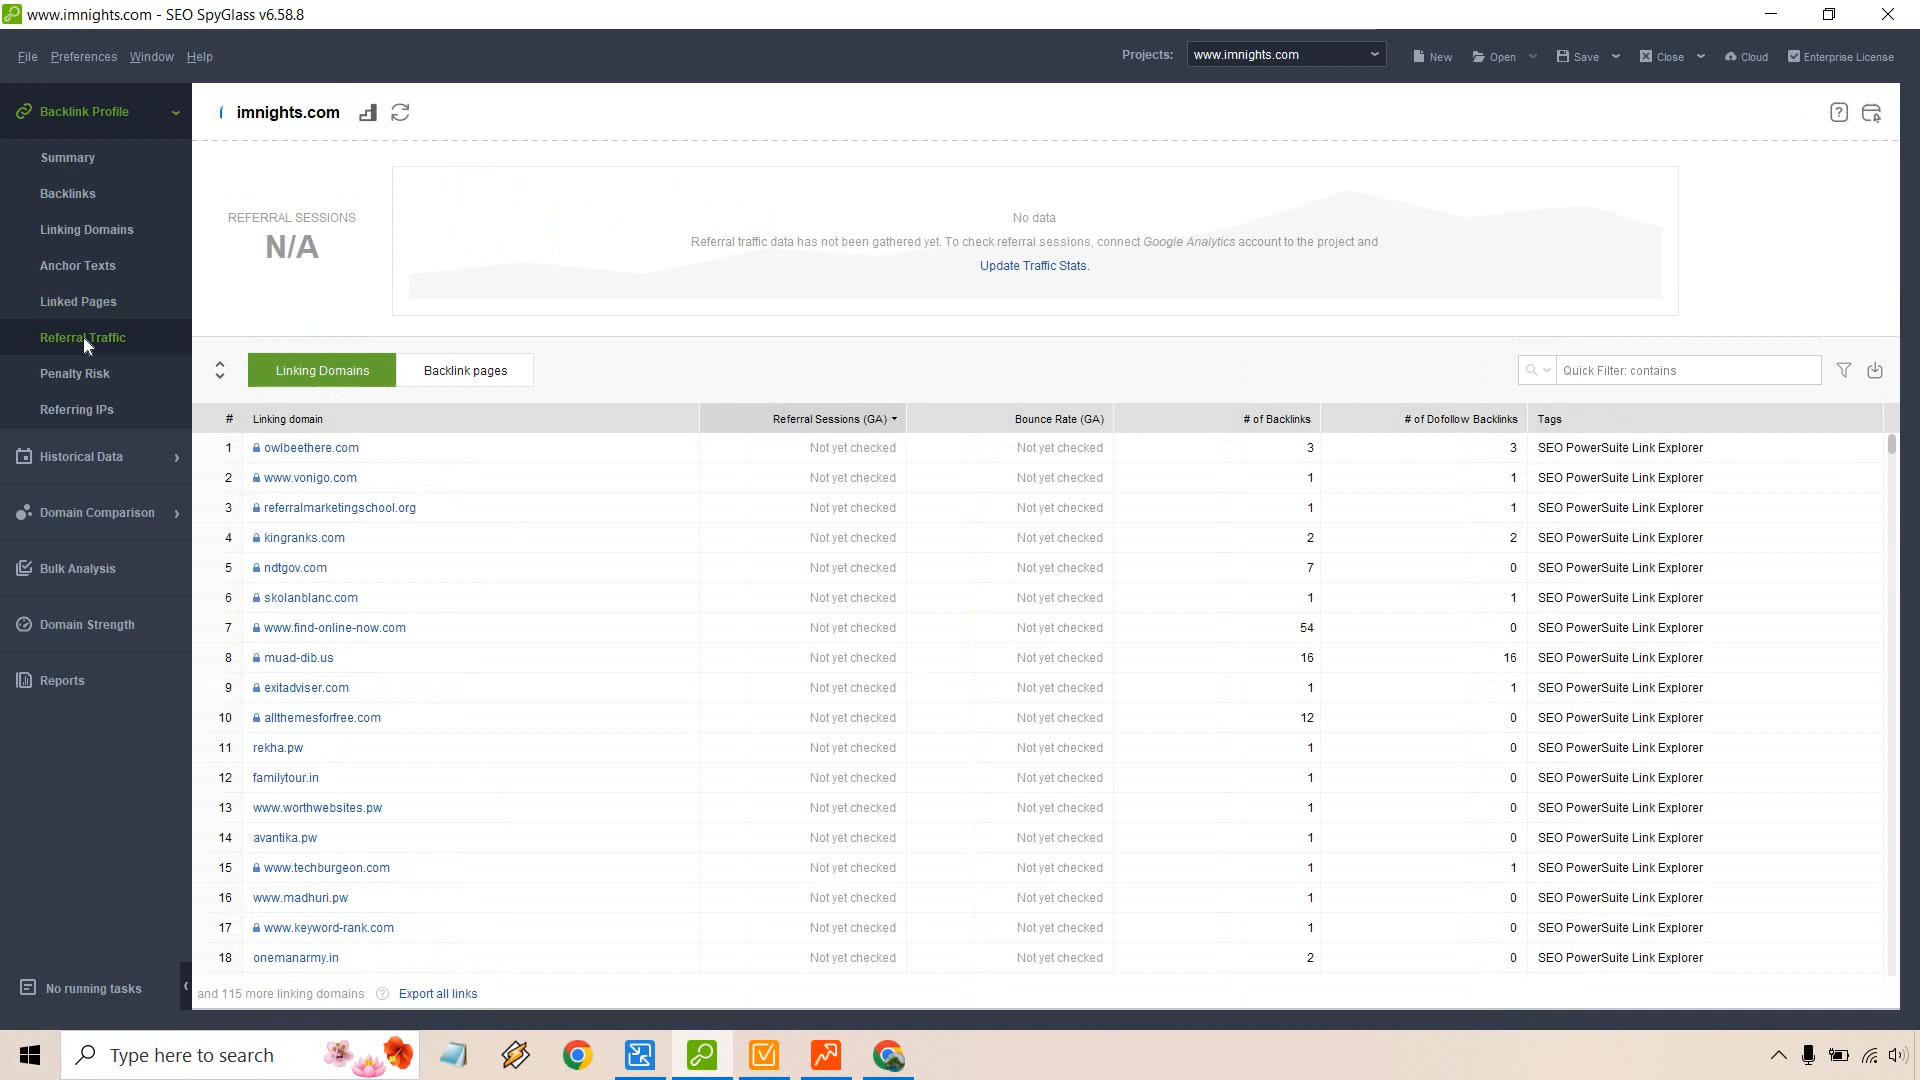 www.imnights.com - SEO SpyGlass v6.58.8
File Preferences Window Help
Projects: www.imnights.com New Open Save Close Cloud Enterprise License
Backlink Profile
Summary
Backlinks
Linking Domains
Anchor Texts
Linked Pages
Referral Traffic
Penalty Risk
Referring IPs
Historical Data
Domain Comparison
Bulk Analysis
Domain Strength
Reports
No running tasks
imnights.com
REFERRAL SESSIONS
N/A
No data
Referral traffic data has not been gathered yet. To check referral sessions, connect Google Analytics account to the project and
Update Traffic Stats.
Linking Domains Backlink pages Quick Filter: contains
# Linking domain Referral Sessions (GA) Bounce Rate (GA) # of Backlinks # of Dofollow Backlinks Tags
1 owlbeethere.com Not yet checked Not yet checked 3 3 SEO PowerSuite Link Explorer
2 www.vonigo.com Not yet checked Not yet checked 1 1 SEO PowerSuite Link Explorer
3 referralmarketingschool.org Not yet checked Not yet checked 1 1 SEO PowerSuite Link Explorer
4 kingranks.com Not yet checked Not yet checked 2 2 SEO PowerSuite Link Explorer
5 ndtgov.com Not yet checked Not yet checked 7 0 SEO PowerSuite Link Explorer
6 skolanblanc.com Not yet checked Not yet checked 1 1 SEO PowerSuite Link Explorer
7 www.find-online-now.com Not yet checked Not yet checked 54 0 SEO PowerSuite Link Explorer
8 muad-dib.us Not yet checked Not yet checked 16 16 SEO PowerSuite Link Explorer
9 exitadviser.com Not yet checked Not yet checked 1 1 SEO PowerSuite Link Explorer
10 allthemesforfree.com Not yet checked Not yet checked 12 0 SEO PowerSuite Link Explorer
11 rekha.pw Not yet checked Not yet checked 1 0 SEO PowerSuite Link Explorer
12 familytour.in Not yet checked Not yet checked 1 0 SEO PowerSuite Link Explorer
13 www.worthwebsites.pw Not yet checked Not yet checked 1 0 SEO PowerSuite Link Explorer
14 avantika.pw Not yet checked Not yet checked 1 0 SEO PowerSuite Link Explorer
15 www.techburgeon.com Not yet checked Not yet checked 1 1 SEO PowerSuite Link Explorer
16 www.madhuri.pw Not yet checked Not yet checked 1 0 SEO PowerSuite Link Explorer
17 www.keyword-rank.com Not yet checked Not yet checked 1 0 SEO PowerSuite Link Explorer
18 onemanarmy.in Not yet checked Not yet checked 2 0 SEO PowerSuite Link Explorer
and 115 more linking domains Export all links
Type here to search